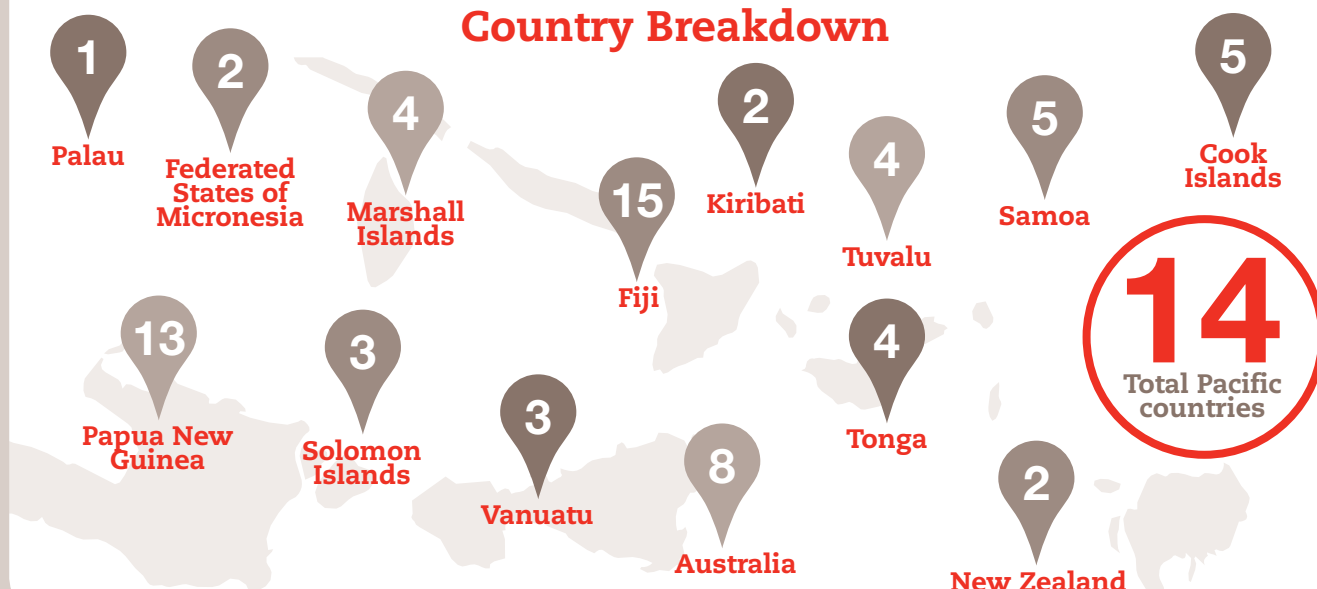 Country Breakdown
1
Palau
2
Federated
States of
Micronesia
4
Marshall
Islands
15
Fiji
2
Kiribati
4
Tuvalu
5
Samoa
5
Cook
Islands
13
Papua New
Guinea
3
Solomon
Islands
3
Vanuatu
8
Australia
4
Tonga
2
New Zealand
14
Total Pacific
countries